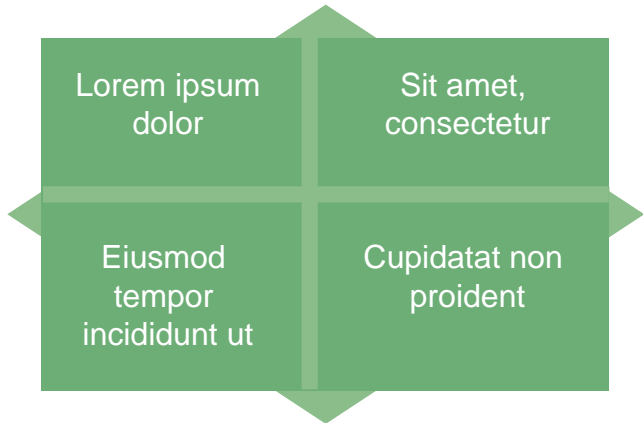 Lorem ipsum
dolor
Sit amet,
consectetur
Eiusmod
tempor
incididunt ut
Cupidatat non
proident